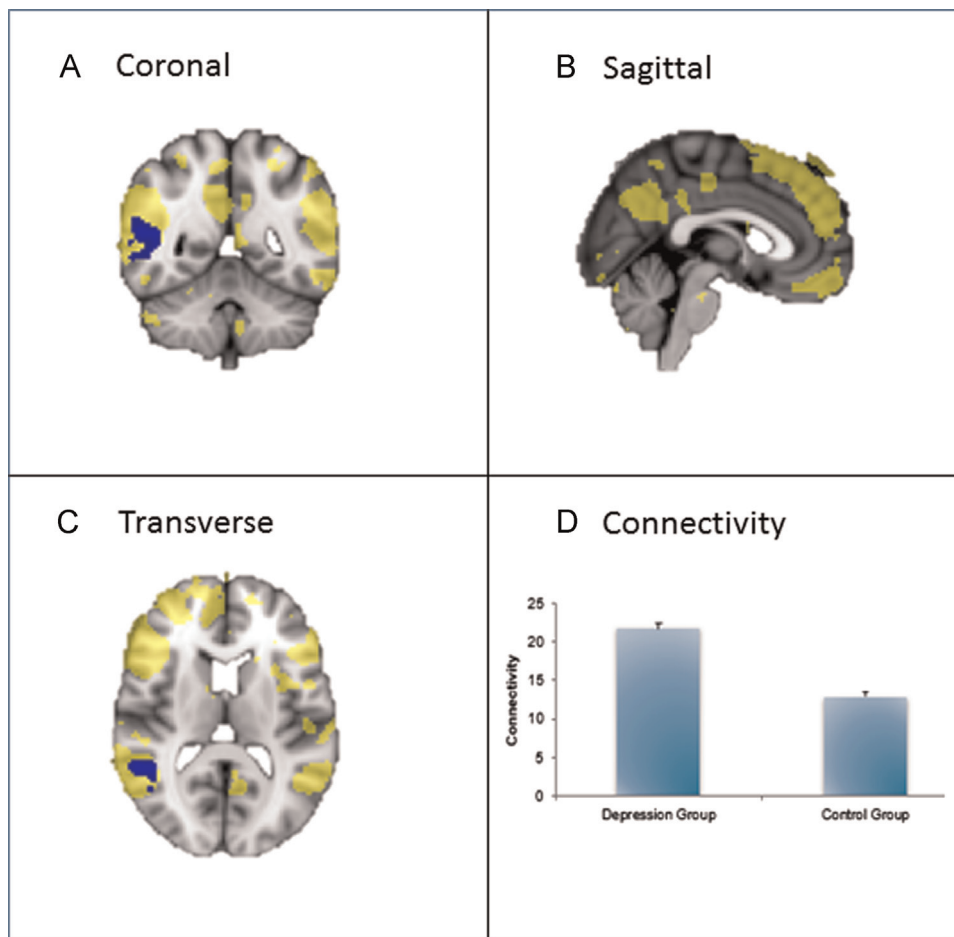 A Coronal
B Sagittal
C Transverse
D Connectivity
25
20
15
10
5
0
Connectivity
Depression Group
Control Group